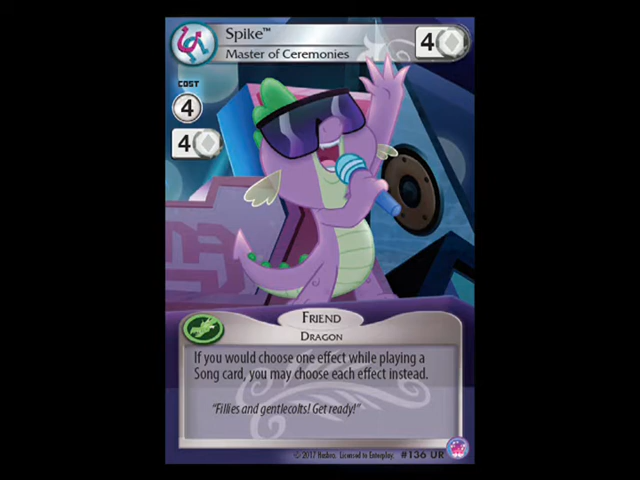 Spike™
Master of Ceremonies
4
COST
4
4
FRIEND
DRAGON
If you would choose one effect while playing a
Song card, you may choose each effect instead.
"Fillies and gentlecolts! Get ready!"
© 2017 Hasbro. Licensed to Enterplay. #136 UR